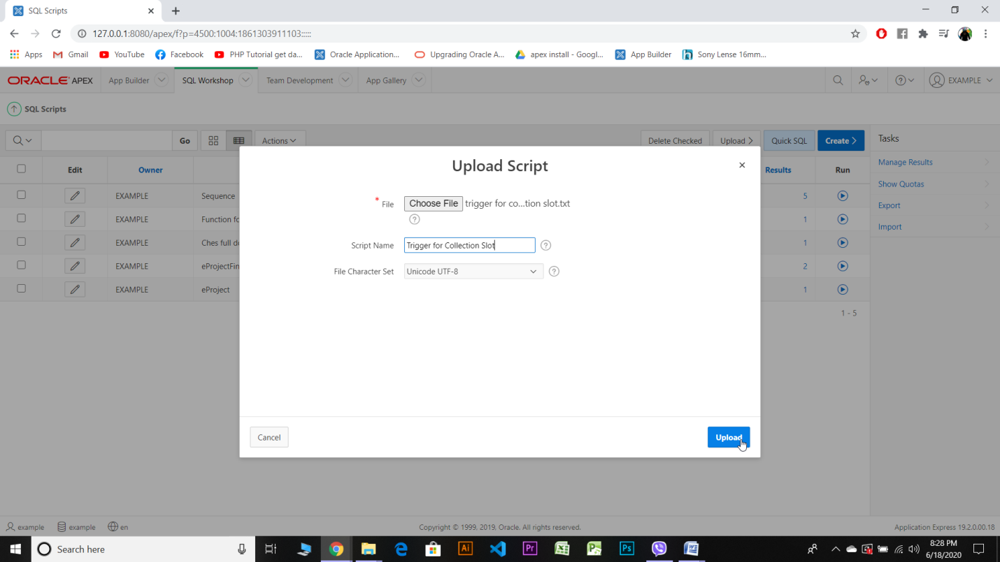 SQL Scripts
127.0.0.1:8080/apex/f?p=4500:1004:1861303911103:::::
Apps Gmail YouTube Facebook PHP Tutorial get da... Oracle Application... Upgrading Oracle A... apex install - Googl... App Builder Sony Lense 16mm...
ORACLE APEX App Builder SQL Workshop Team Development App Gallery EXAMPLE
SQL Scripts
Go Actions Delete Checked Upload > Quick SQL Create >
Tasks
Manage Results
Show Quotas
Export
Import
Edit Owner Results Run
EXAMPLE Sequence 5
EXAMPLE Function fo 1
EXAMPLE Ches full d 1
EXAMPLE eProjectFin 2
EXAMPLE eProject 1
1 - 5
Upload Script
* File Choose File trigger for co...tion slot.txt
Script Name Trigger for Collection Slot
File Character Set Unicode UTF-8
Cancel Upload
example example en Copyright © 1999, 2019, Oracle. All rights reserved. Application Express 19.2.0.00.18
Search here
8:28 PM
6/18/2020